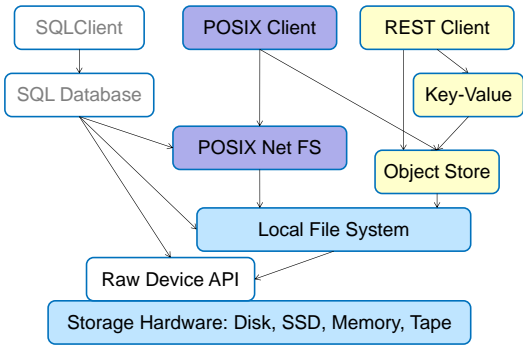 SQLClient
POSIX Client
REST Client
SQL Database
Key-Value
POSIX Net FS
Object Store
Local File System
Raw Device API
Storage Hardware: Disk, SSD, Memory, Tape